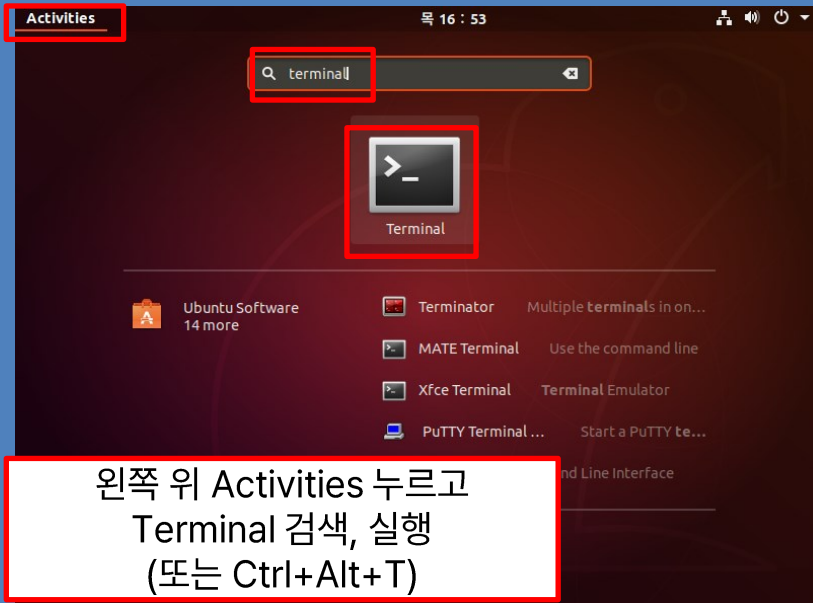 Activities
목 16 : 53
terminal
Terminal
Ubuntu Software
14 more
Terminator Multiple terminals in on...
MATE Terminal Use the command line
Xfce Terminal Terminal Emulator
PuTTY Terminal ... Start a PuTTY te...
nd Line Interface
왼쪽 위 Activities 누르고
Terminal 검색, 실행
(또는 Ctrl+Alt+T)